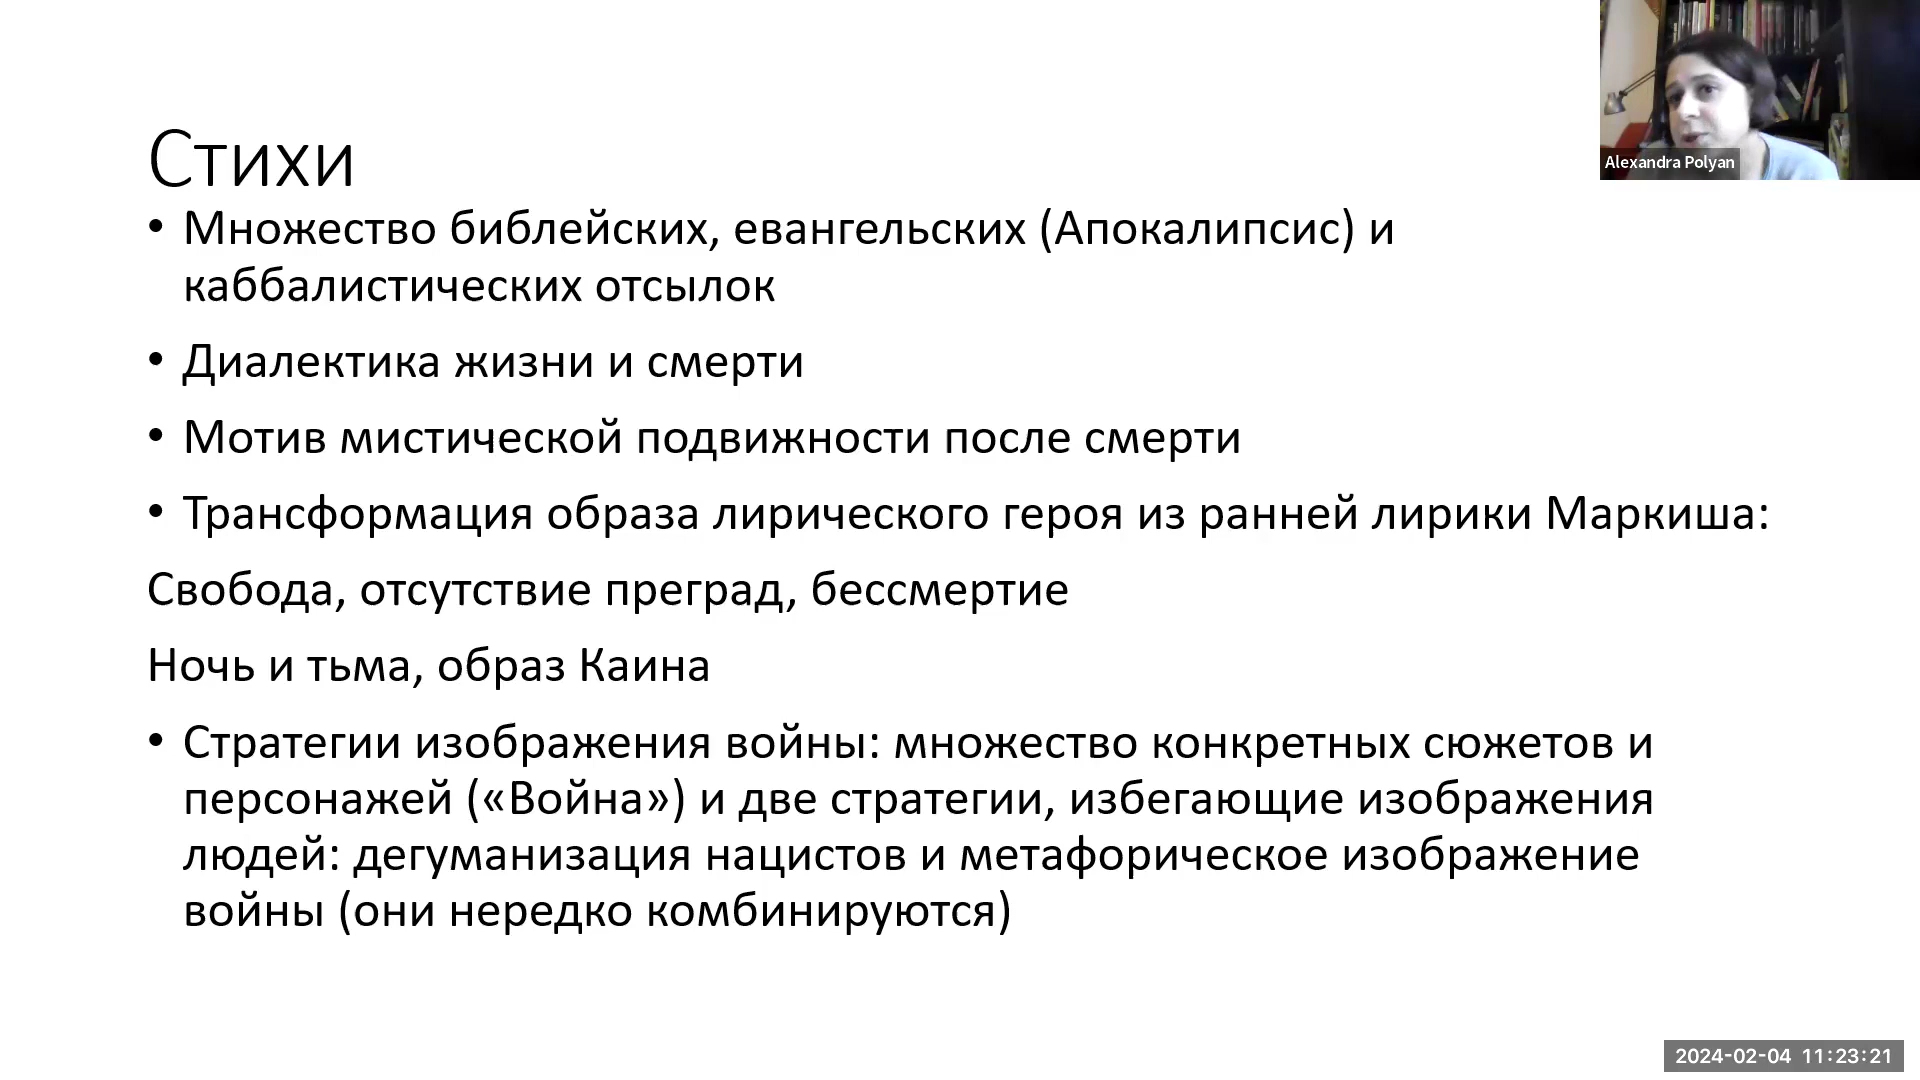 Стихи
• Множество библейских, евангельских (Апокалипсис) и
каббалистических отсылок
• Диалектика жизни и смерти
• Мотив мистической подвижности после смерти
• Трансформация образа лирического героя из ранней лирики Маркиша:
Свобода, отсутствие преград, бессмертие
Ночь и тьма, образ Каина
• Стратегии изображения войны: множество конкретных сюжетов и
персонажей («Война») и две стратегии, избегающие изображения
людей: дегуманизация нацистов и метафорическое изображение
войны (они нередко комбинируются)
Alexandra Polyan
2024-02-04 11:23:21